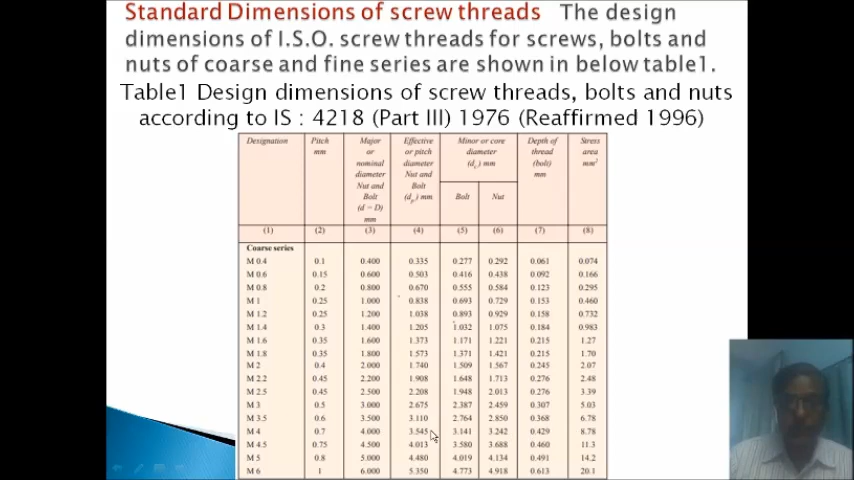 Standard Dimensions of screw threads The design
dimensions of I.S.O. screw threads for screws, bolts and
nuts of coarse and fine series are shown in below table1.
Table1 Design dimensions of screw threads, bolts and nuts
according to IS : 4218 (Part III) 1976 (Reaffirmed 1996)
Designation Pitch mm Major or nominal diameter Nut and Bolt (d = D) mm Effective or pitch diameter Nut and Bolt (dp) mm Minor or core diameter (dc) mm Depth of thread (bolt) mm Stress area mm²
Bolt Nut
(1) (2) (3) (4) (5) (6) (7) (8)
Coarse series
M 0.4 0.1 0.400 0.335 0.277 0.292 0.061 0.074
M 0.6 0.15 0.600 0.503 0.416 0.438 0.092 0.166
M 0.8 0.2 0.800 0.670 0.555 0.584 0.123 0.295
M 1 0.25 1.000 0.838 0.693 0.729 0.153 0.460
M 1.2 0.25 1.200 1.038 0.893 0.929 0.158 0.732
M 1.4 0.3 1.400 1.205 1.032 1.075 0.184 0.983
M 1.6 0.35 1.600 1.373 1.171 1.221 0.215 1.27
M 1.8 0.35 1.800 1.573 1.371 1.421 0.215 1.70
M 2 0.4 2.000 1.740 1.509 1.567 0.245 2.07
M 2.2 0.45 2.200 1.908 1.648 1.713 0.276 2.48
M 2.5 0.45 2.500 2.208 1.948 2.013 0.276 3.39
M 3 0.5 3.000 2.675 2.387 2.459 0.307 5.03
M 3.5 0.6 3.500 3.110 2.764 2.850 0.368 6.78
M 4 0.7 4.000 3.545 3.141 3.242 0.429 8.78
M 4.5 0.75 4.500 4.013 3.580 3.688 0.460 11.3
M 5 0.8 5.000 4.480 4.019 4.134 0.491 14.2
M 6 1 6.000 5.350 4.773 4.918 0.613 20.1